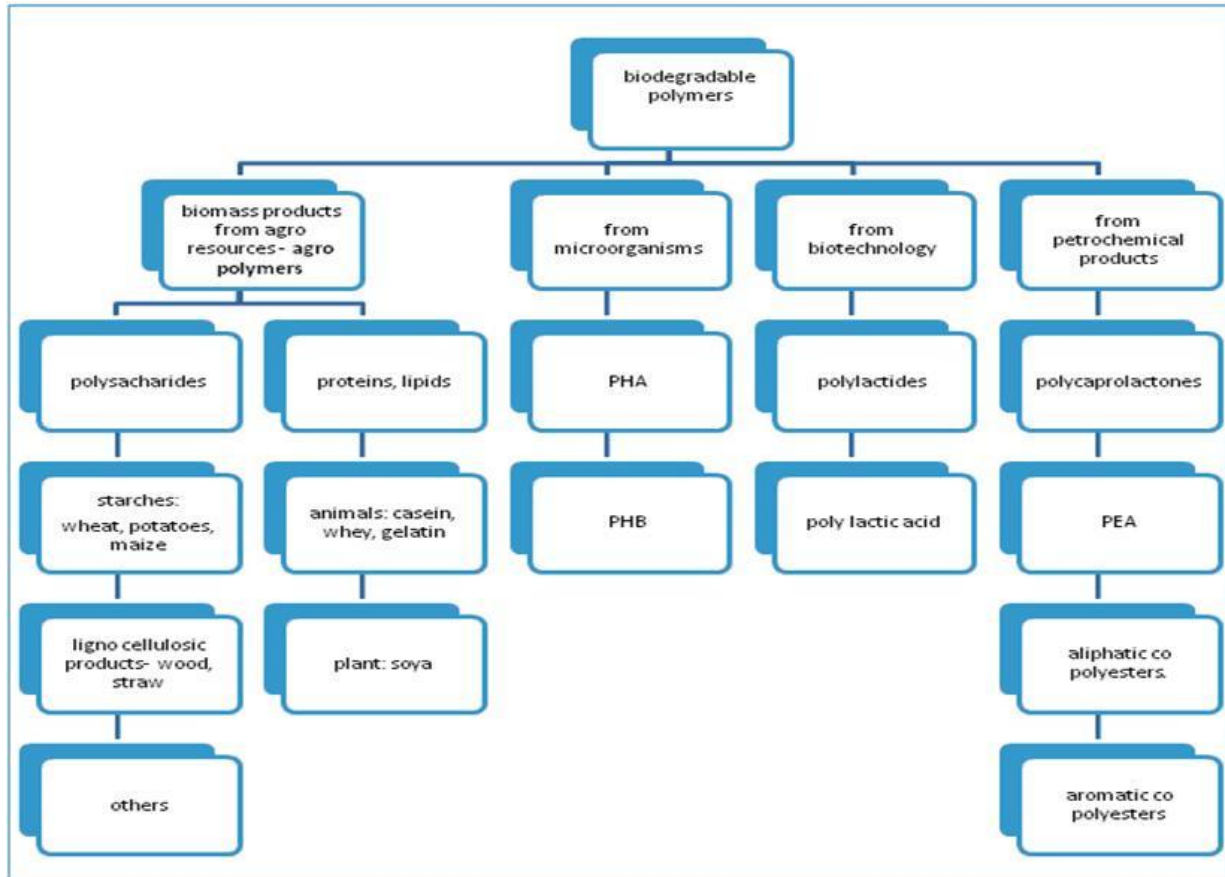 biodegradable
polymers
biomass products
from agro
resources- agro
polymers
from
microorganisms
from
biotechnology
from
petrochemical
products
polysacharides
proteins, lipids
PHA
polylactides
polycaprolactones
starches:
wheat, potatoes,
maize
animals: casein,
whey, gelatin
PHB
poly lactic acid
PEA
ligno cellulosic
products- wood,
straw
plant: soya
aliphatic co
polyesters.
others
aromatic co
polyesters